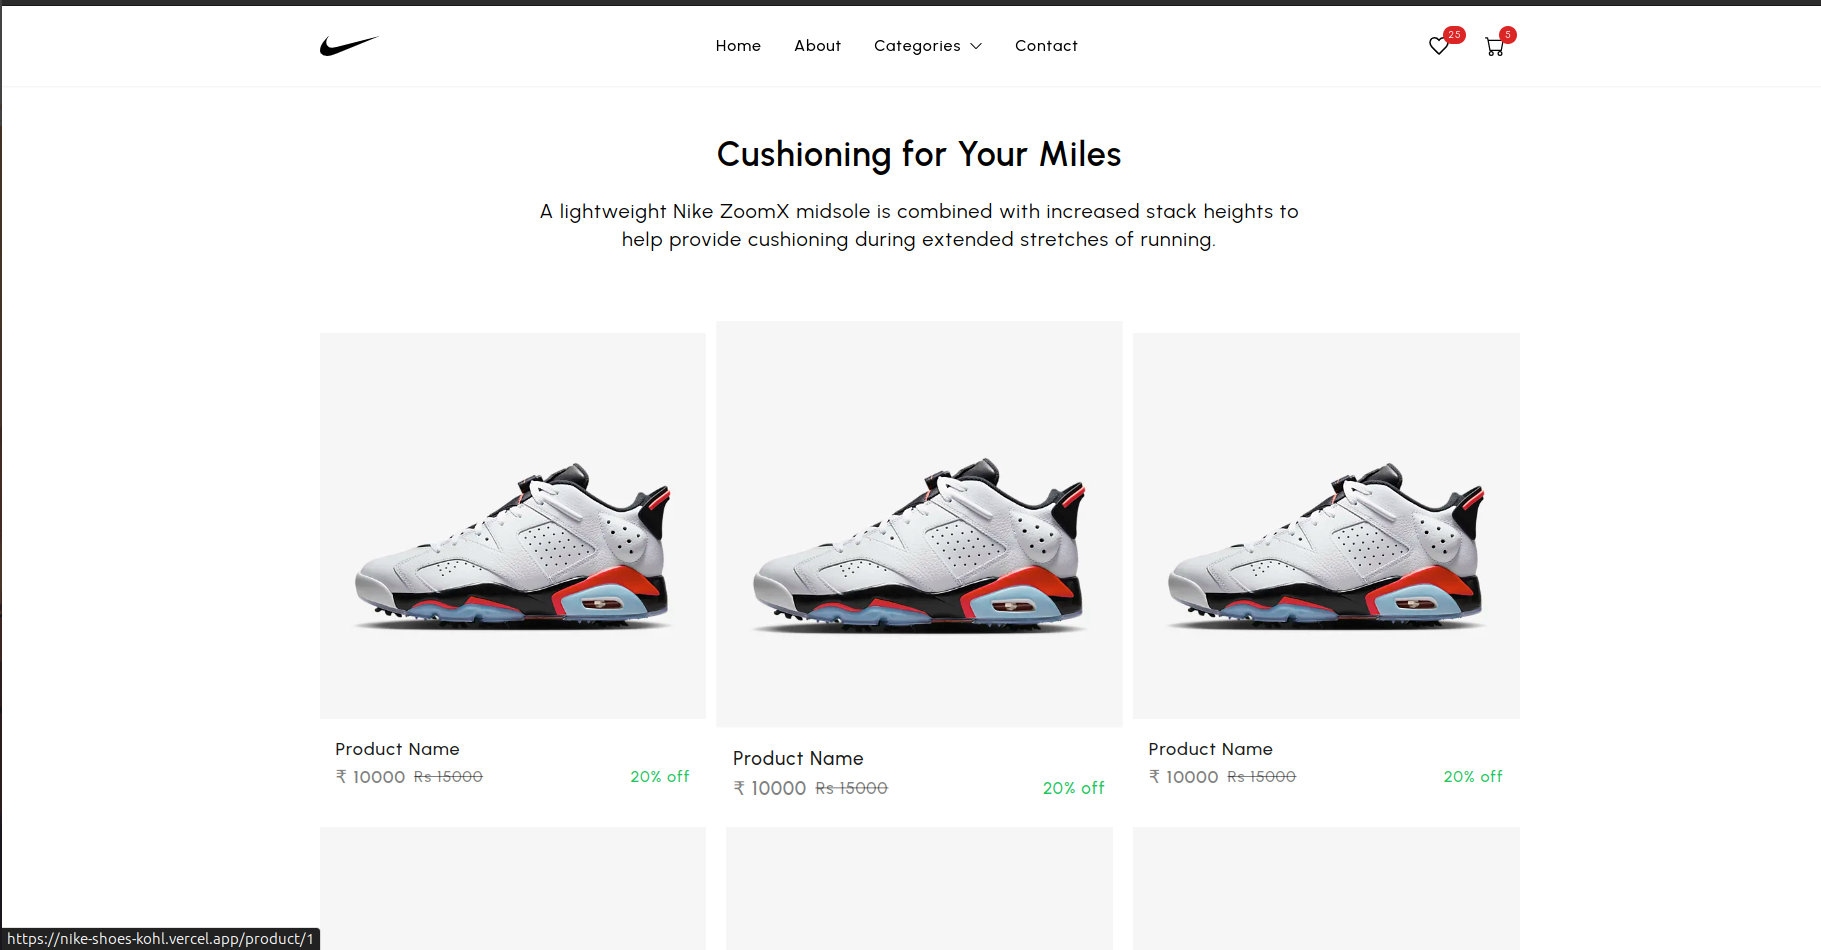 Home About Categories Contact 25 5
Cushioning for Your Miles
A lightweight Nike ZoomX midsole is combined with increased stack heights to
help provide cushioning during extended stretches of running.
Product Name
₹ 10000 Rs 15000 20% off
Product Name
₹ 10000 Rs 15000 20% off
Product Name
₹ 10000 Rs 15000 20% off
https://nike-shoes-kohl.vercel.app/product/1